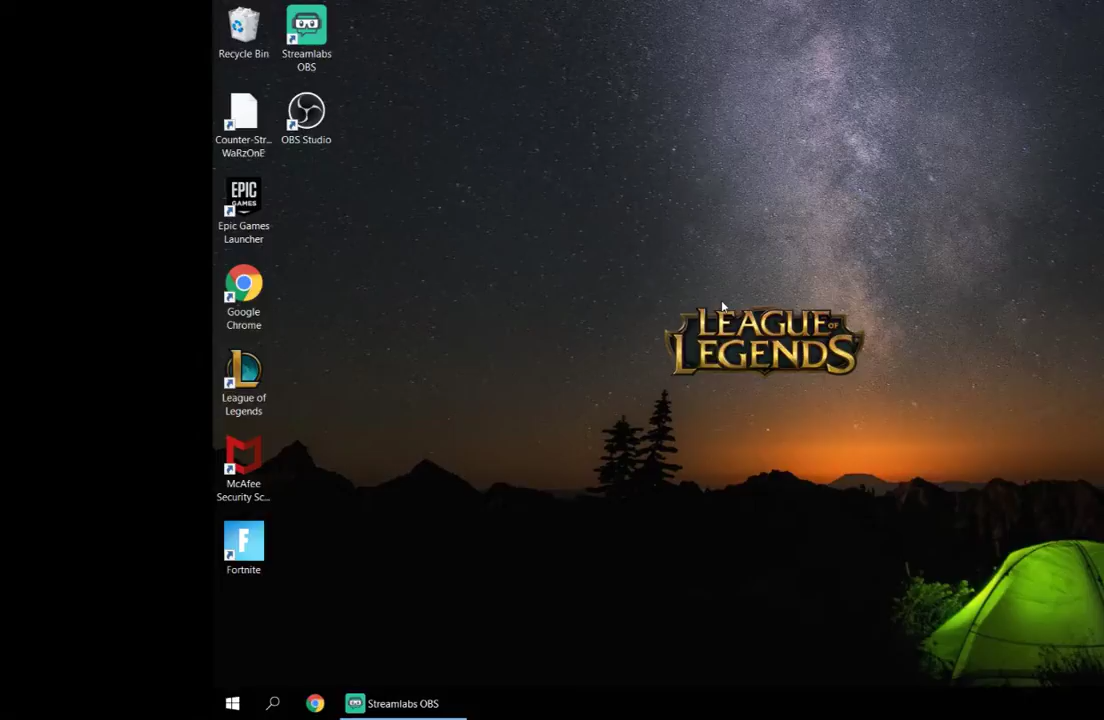 Recycle Bin
Streamlabs
OBS
Counter-Str...
WaRzOnE
OBS Studio
EPIC
GAMES
Epic Games
Launcher
Google
Chrome
League of
Legends
McAfee
Security Sc...
F
Fortnite
LEAGUE OF
LEGENDS
Streamlabs OBS